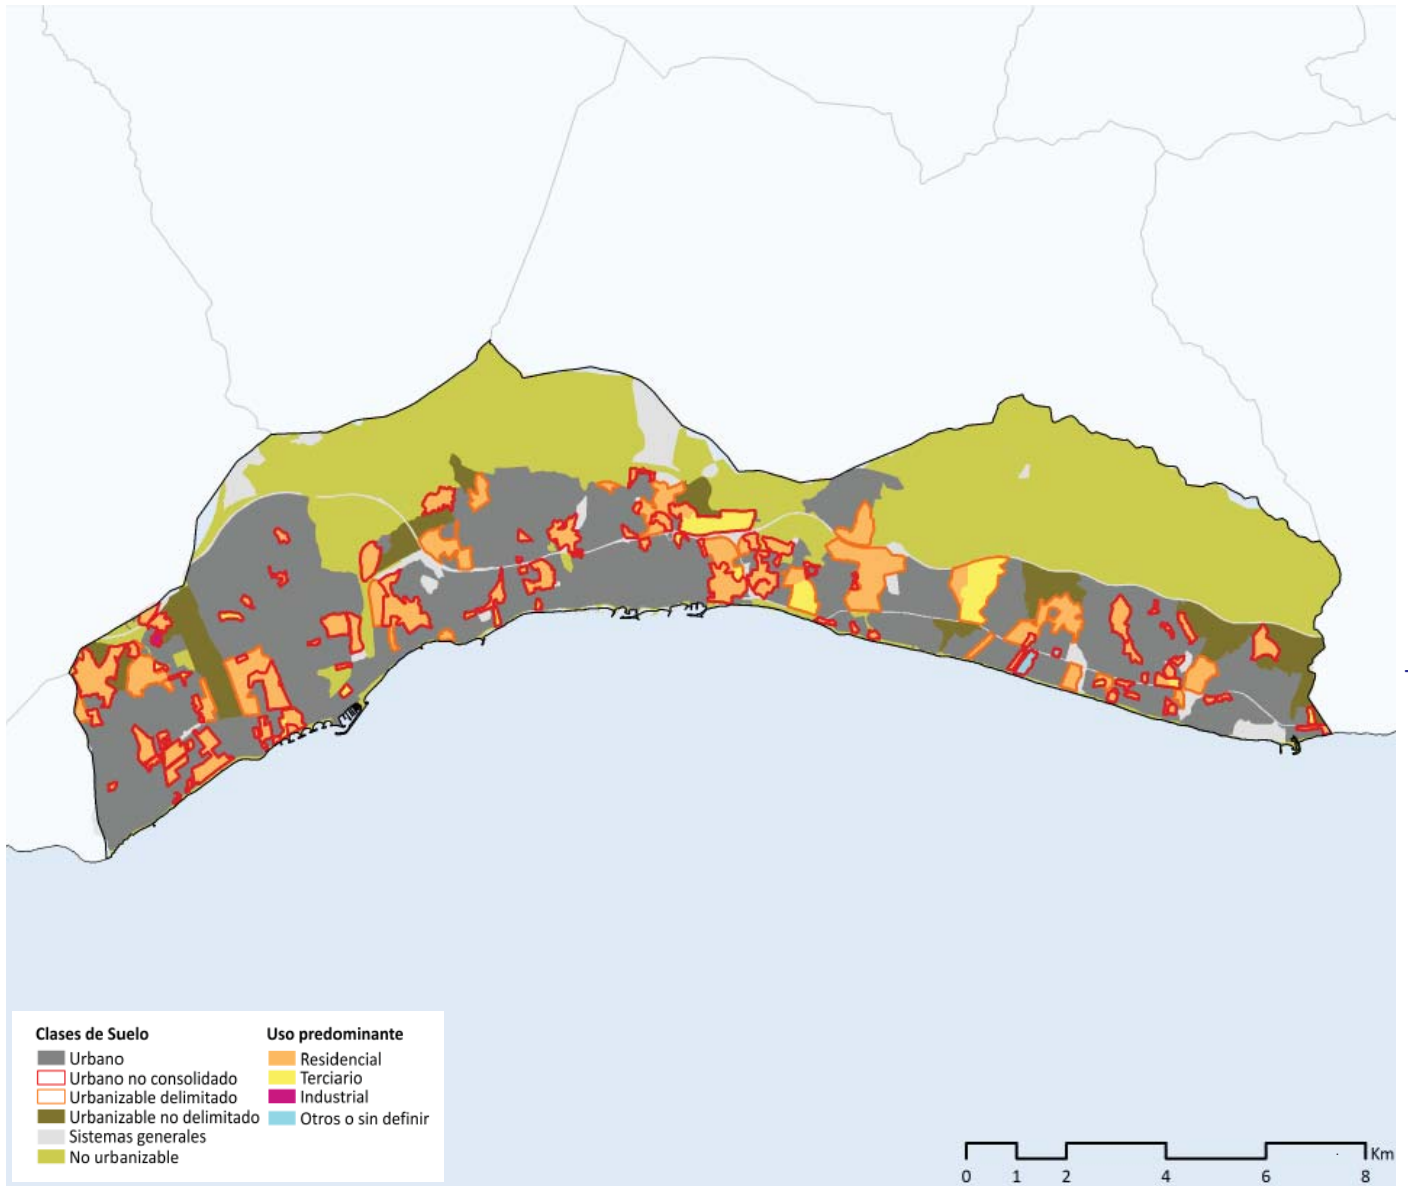 Clases de Suelo
Urbano
Urbano no consolidado
Urbanizable delimitado
Urbanizable no delimitado
Sistemas generales
No urbanizable
Uso predominante
Residencial
Terciario
Industrial
Otros o sin definir
Km
0 1 2 4 6 8